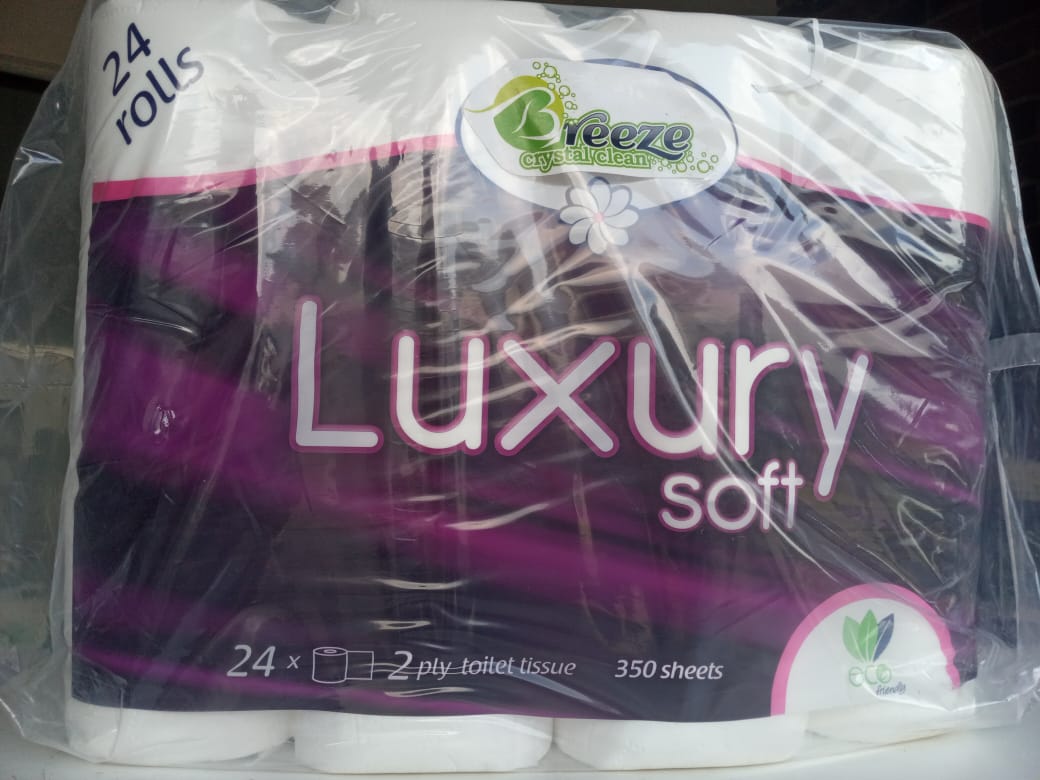 24
rolls
Breeze
crystal clean
Luxury
soft
24 x 2 ply toilet tissue 350 sheets
eco
friendly